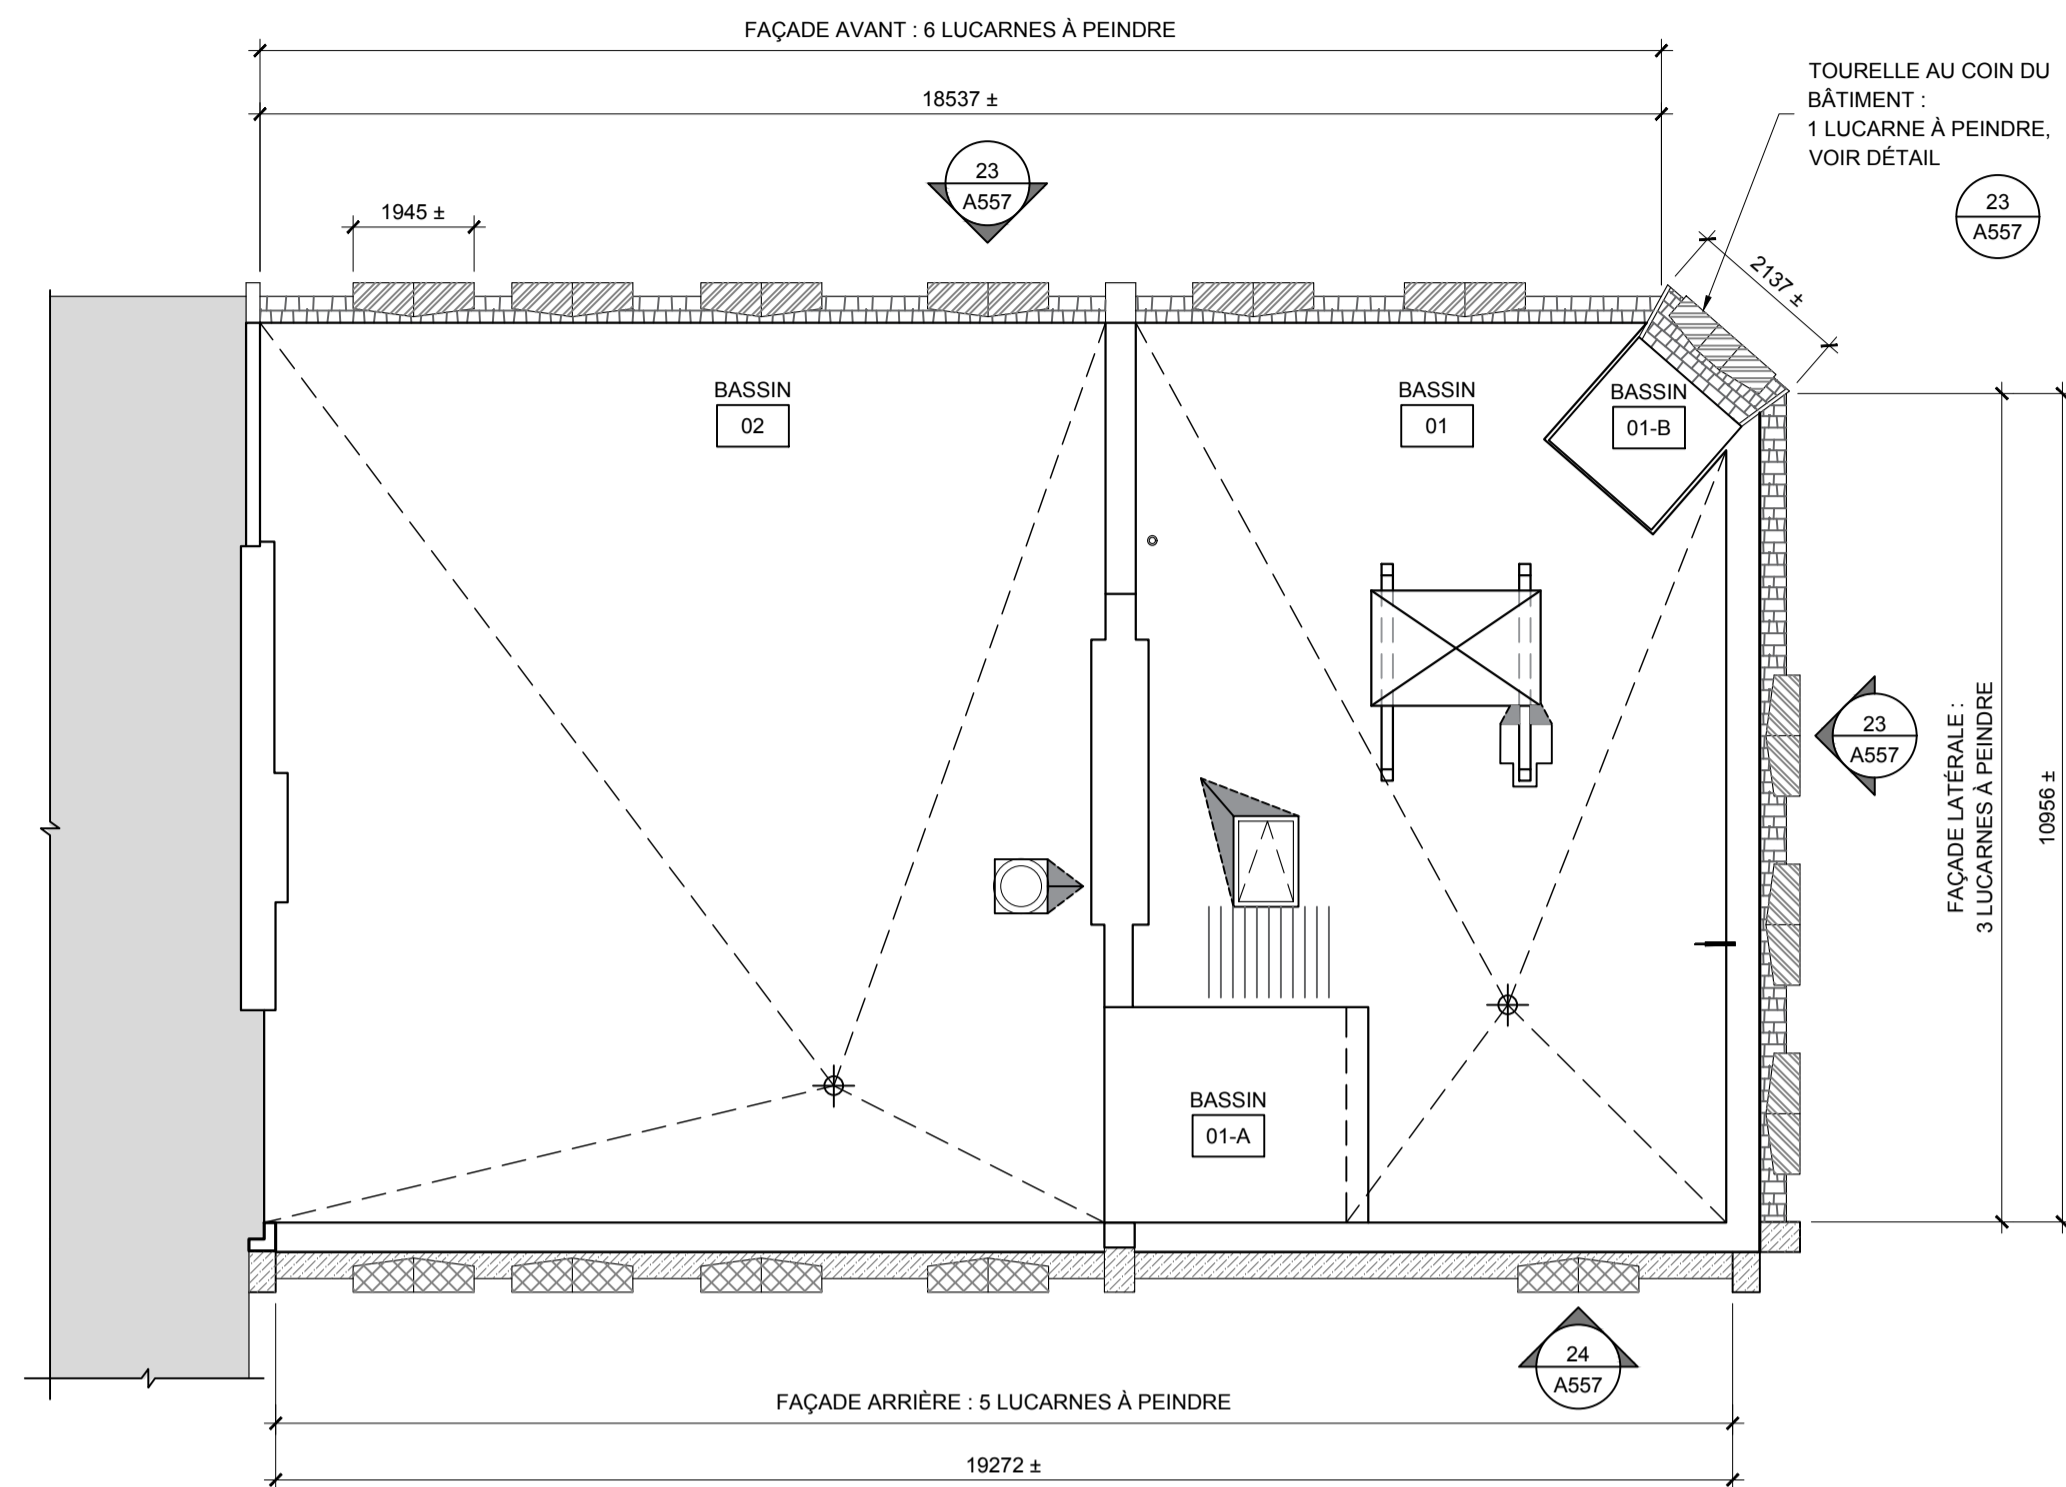 FAÇADE AVANT : 6 LUCARNES À PEINDRE
18537 ±
TOURELLE AU COIN DU
BÂTIMENT :
1 LUCARNE À PEINDRE,
VOIR DÉTAIL
23
A557
23
A557
1945 ±
2137 ±
BASSIN
02
BASSIN
01
BASSIN
01-B
23
A557
FAÇADE LATÉRALE :
3 LUCARNES À PEINDRE
10956 ±
BASSIN
01-A
24
A557
FAÇADE ARRIÈRE : 5 LUCARNES À PEINDRE
19272 ±